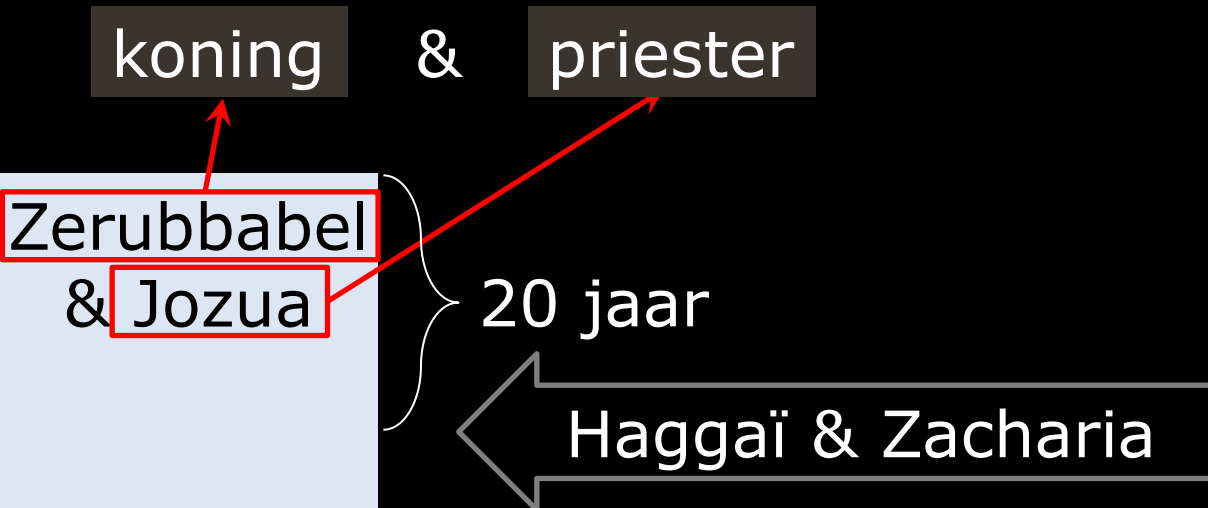 koning & priester
Zerubbabel
& Jozua
20 jaar
Haggaï & Zacharia